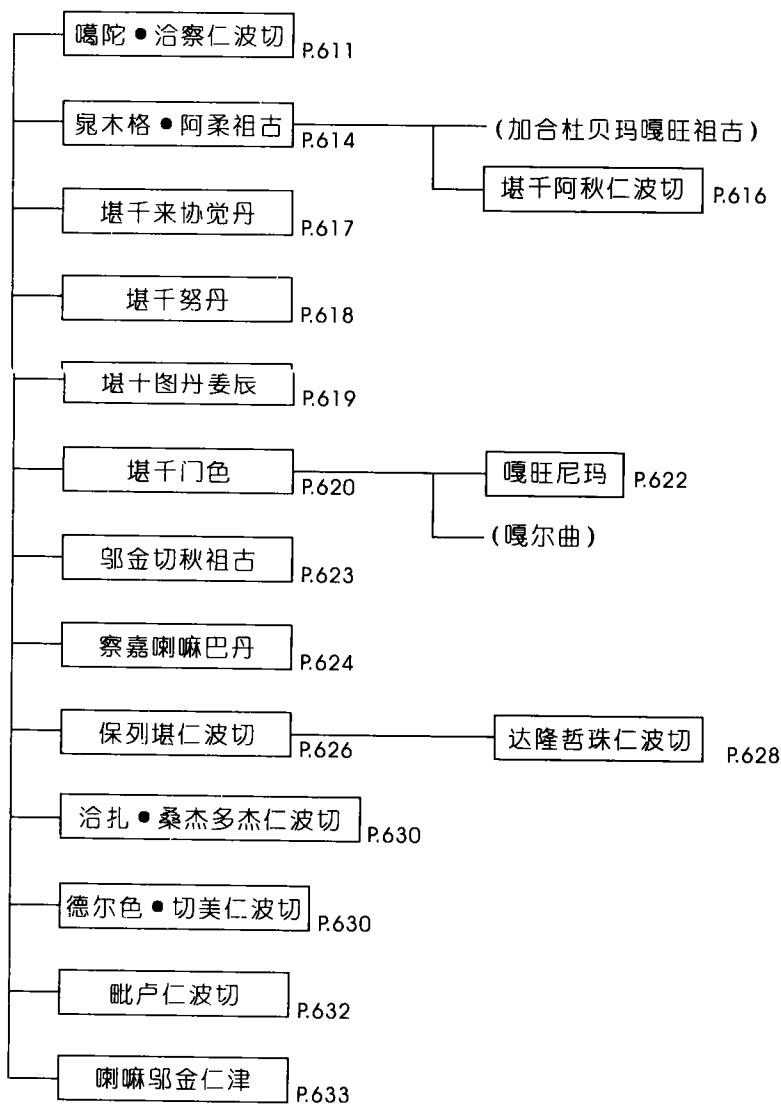 噶陀●洽察仁波切 P.611
晁木格●阿柔祖古 P.614 (加合杜贝玛嘎旺祖古)
堪千阿秋仁波切 P.616
堪千来协觉丹 P.617
堪千努丹 P.618
堪十图丹姜辰 P.619
堪千门色 P.620 嘎旺尼玛 P.622
(嘎尔曲)
邬金切秋祖古 P.623
察嘉喇嘛巴丹 P.624
保列堪仁波切 P.626 达隆哲珠仁波切 P.628
洽扎●桑杰多杰仁波切 P.630
德尔色●切美仁波切 P.630
毗卢仁波切 P.632
喇嘛邬金仁津 P.633